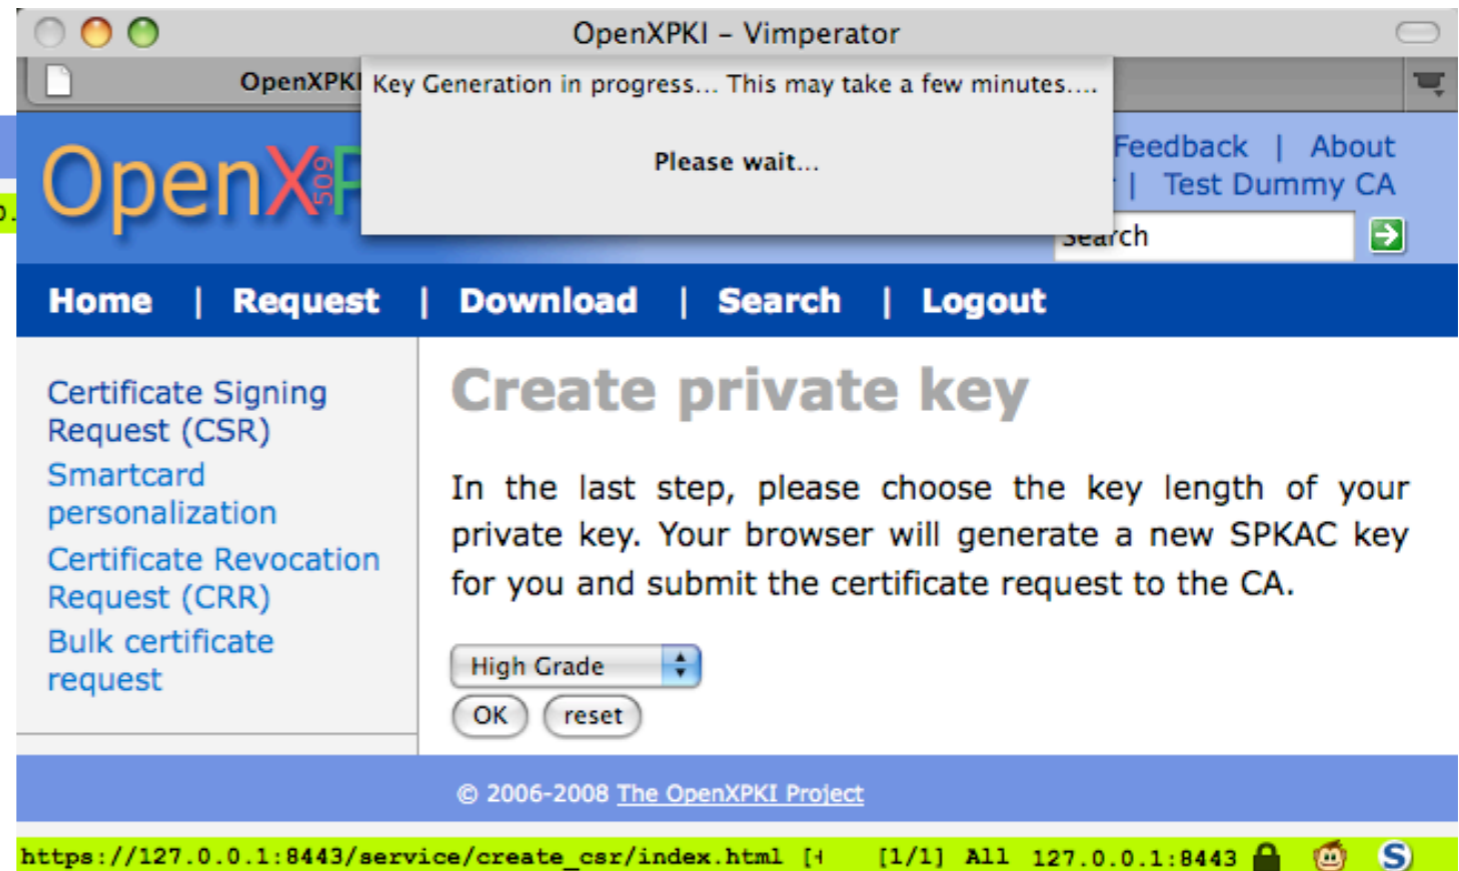 OpenXPKI – Vimperator
OpenXPKI
Key Generation in progress... This may take a few minutes....
Please wait...
OpenX509P
Feedback | About
| Test Dummy CA
Search
Home | Request | Download | Search | Logout
Certificate Signing
Request (CSR)
Smartcard
personalization
Certificate Revocation
Request (CRR)
Bulk certificate
request
Create private key
In the last step, please choose the key length of your
private key. Your browser will generate a new SPKAC key
for you and submit the certificate request to the CA.
High Grade
OK reset
© 2006-2008 The OpenXPKI Project
https://127.0.0.1:8443/service/create_csr/index.html [+ [1/1] All 127.0.0.1:8443
S